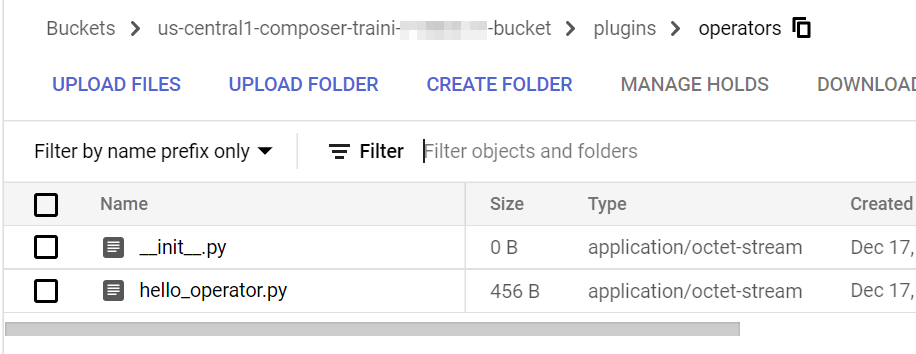 Buckets > us-central1-composer-traini- -bucket > plugins > operators
UPLOAD FILES UPLOAD FOLDER CREATE FOLDER MANAGE HOLDS DOWNLOAD
Filter by name prefix only Filter Filter objects and folders
Name Size Type Created
__init__.py 0 B application/octet-stream Dec 17,
hello_operator.py 456 B application/octet-stream Dec 17,